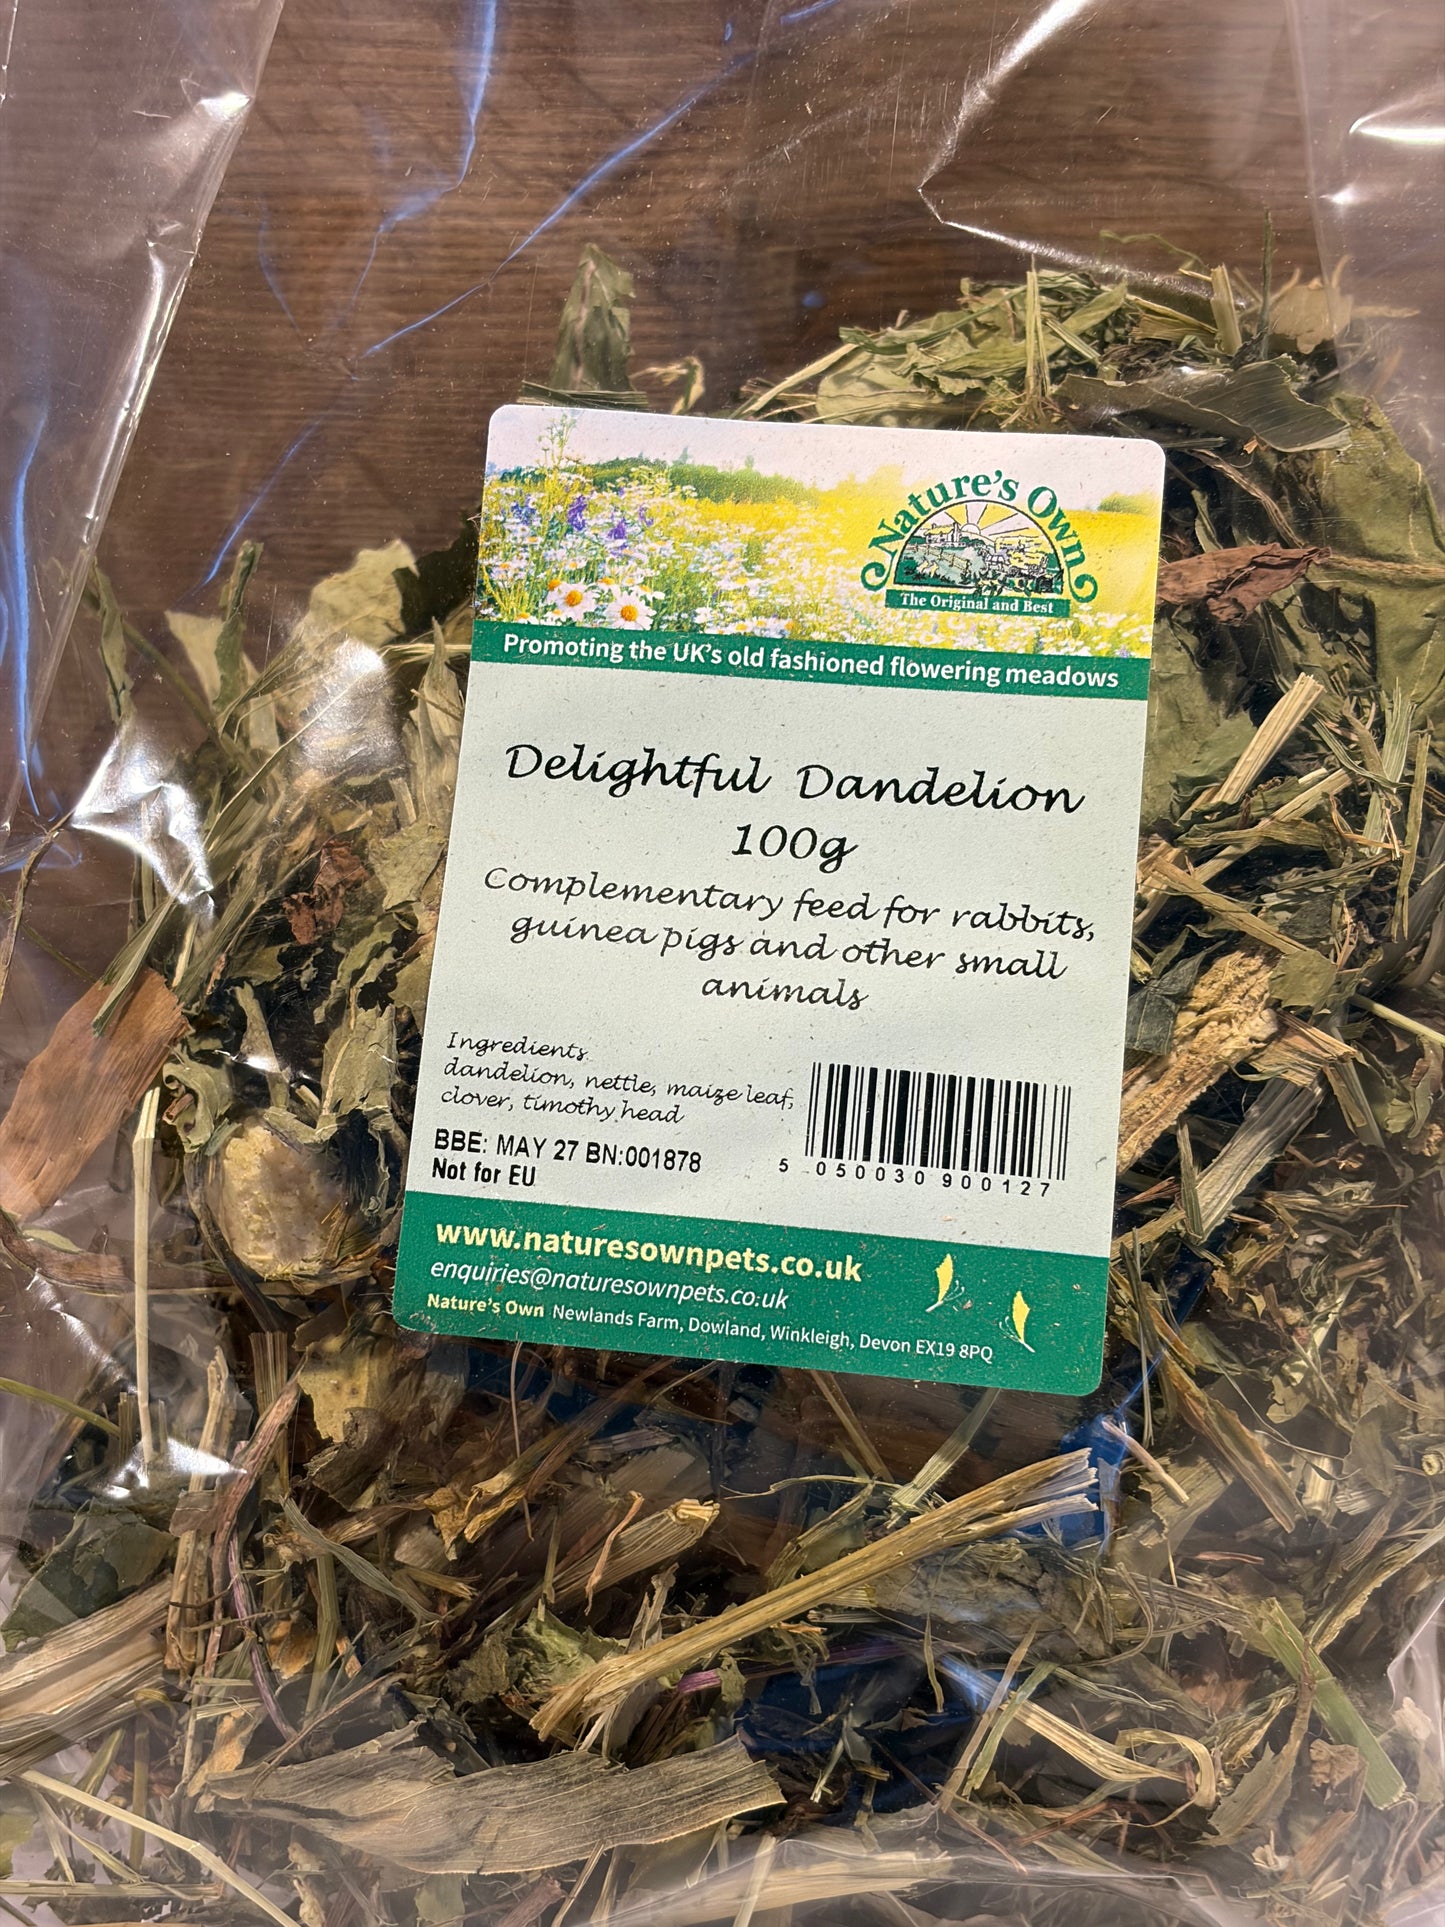 Nature's Own
The Original and Best
Promoting the UK's old fashioned flowering meadows
Delightful Dandelion
100g
Complementary feed for rabbits,
guinea pigs and other small
animals
Ingredients
dandelion, nettle, maize leaf,
clover, timothy head
BBE: MAY 27 BN:001878
Not for EU
5 050030 900127
www.naturesownpets.co.uk
enquiries@naturesownpets.co.uk
Nature's Own Newlands Farm, Dowland, Winkleigh, Devon EX19 8PQ